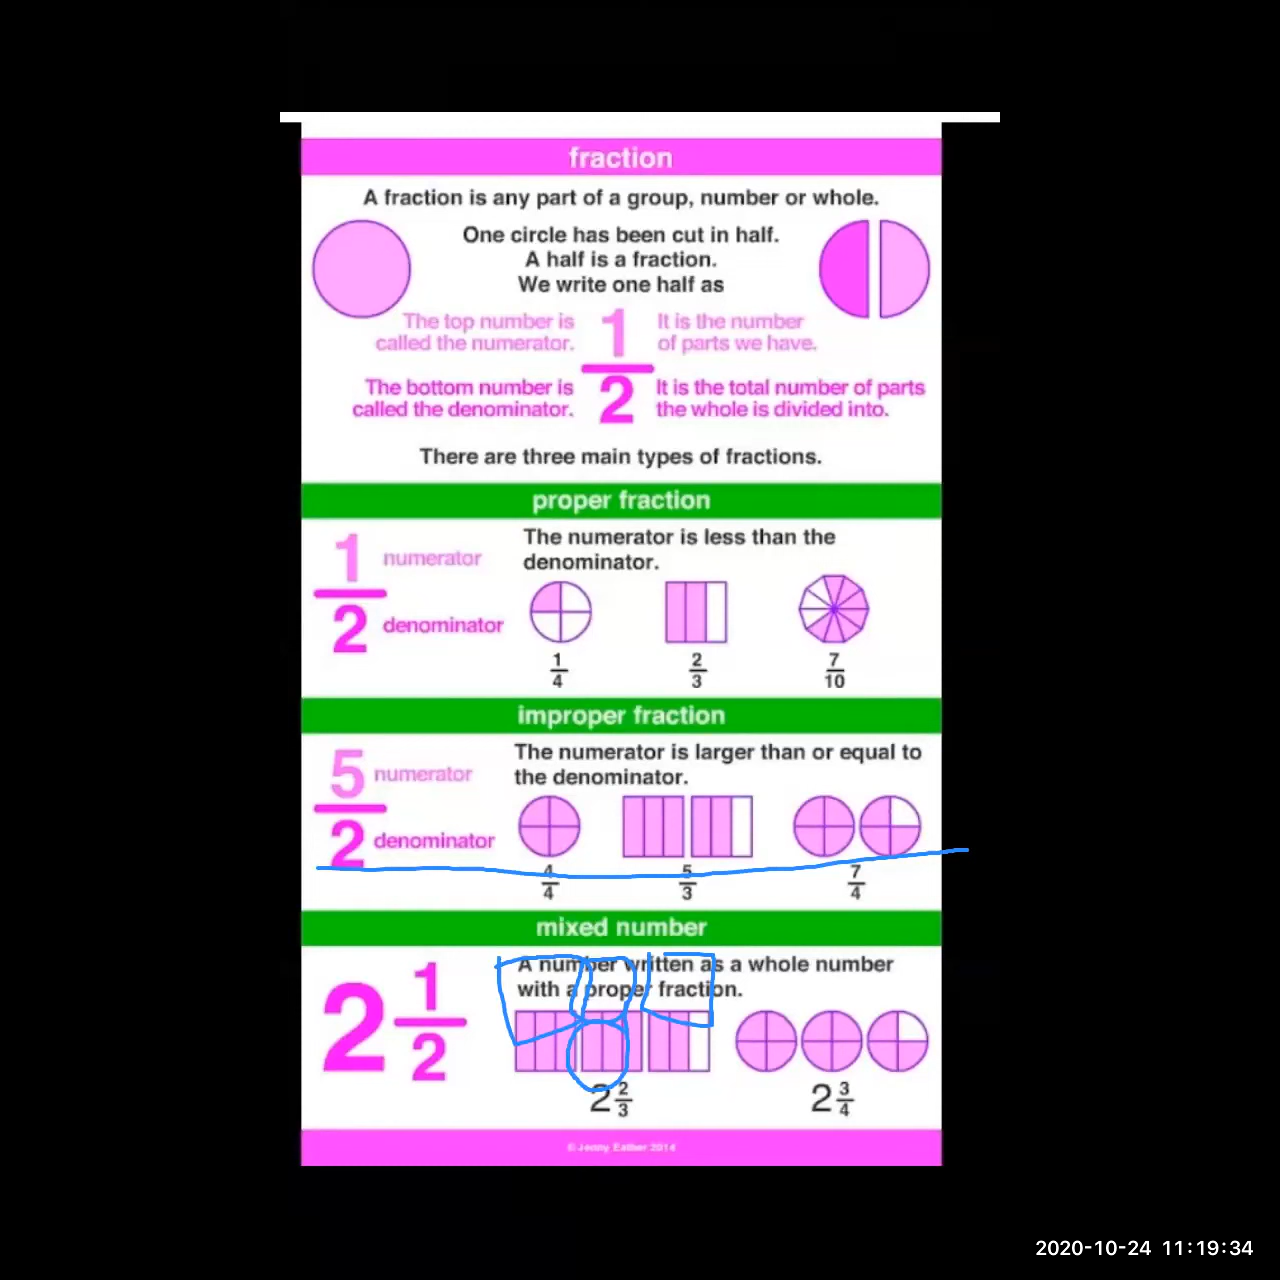 fraction
A fraction is any part of a group, number or whole.
One circle has been cut in half.
A half is a fraction.
We write one half as
The top number is
called the numerator.
1
2
It is the number
of parts we have.
The bottom number is
called the denominator.
It is the total number of parts
the whole is divided into.
There are three main types of fractions.
proper fraction
1 numerator
2 denominator
The numerator is less than the
denominator.
1 2 7
4 3 10
improper fraction
5 numerator
2 denominator
The numerator is larger than or equal to
the denominator.
4 5 7
4 3 4
mixed number
2 1
2
A number written as a whole number
with a proper fraction.
2 2 2 3
3 4
© Jenny Eather 2014
2020-10-24 11:19:34